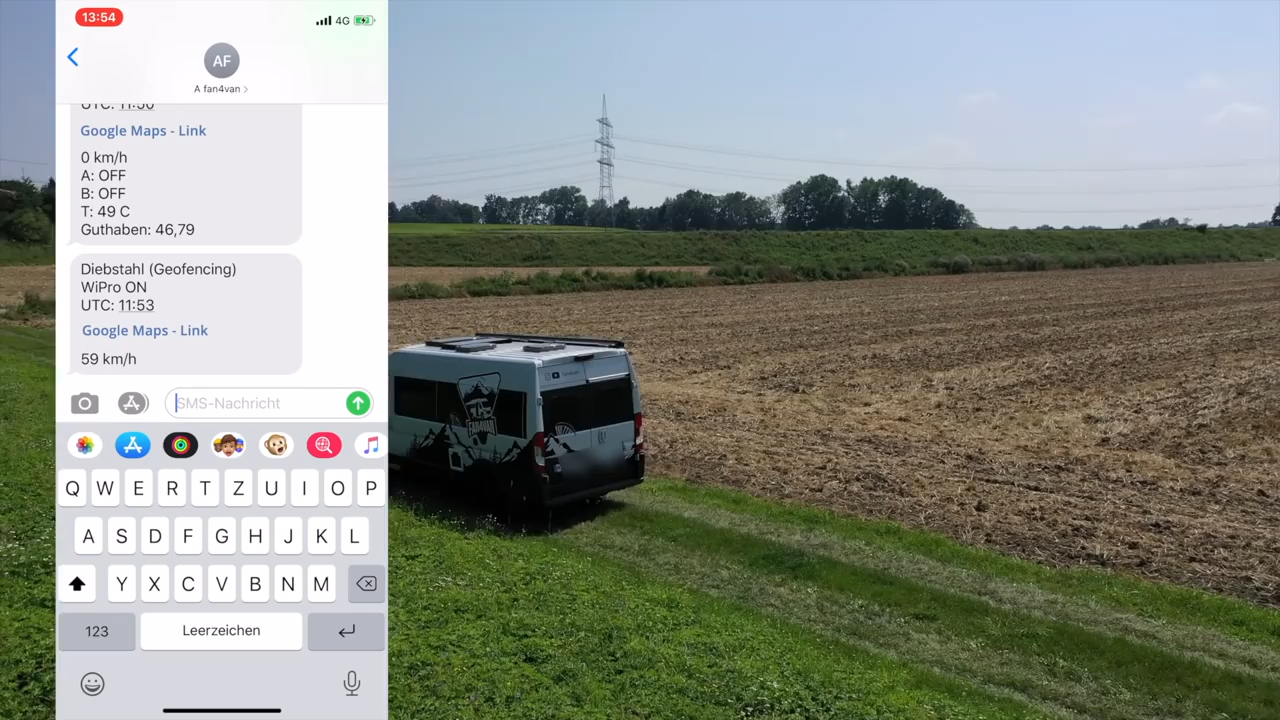 13:54
4G
AF
A fan4van >
UTC: 11:50
Google Maps - Link
0 km/h
A: OFF
B: OFF
T: 49 C
Guthaben: 46,79
Diebstahl (Geofencing)
WiPro ON
UTC: 11:53
Google Maps - Link
59 km/h
SMS-Nachricht
Q W E R T Z U I O P
A S D F G H J K L
Y X C V B N M
123
Leerzeichen
FAN4VAN